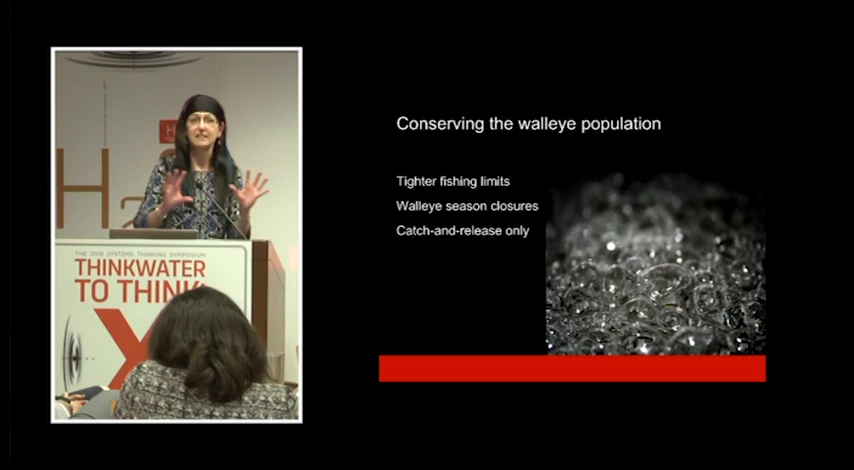 H
H2
THE 2018 SYSTEMS THINKING SYMPOSIUM
THINKWATER
TO THINK
Conserving the walleye population
Tighter fishing limits
Walleye season closures
Catch-and-release only